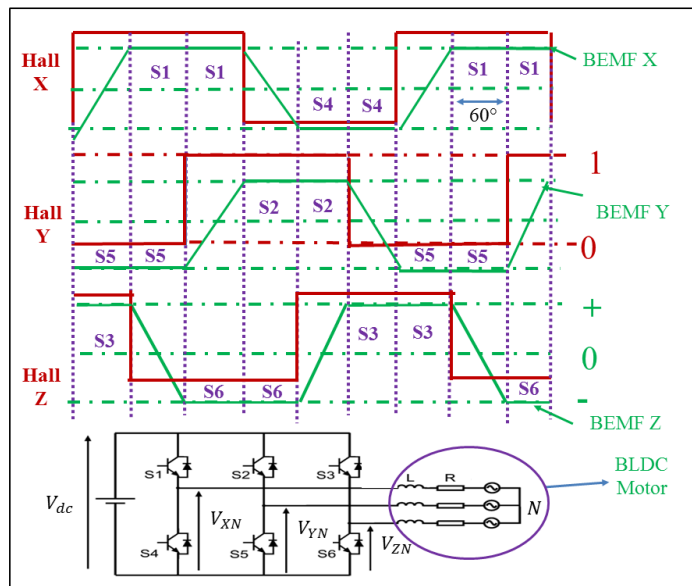 Hall
X
S1 S1
S4 S4
S1 S1
60°
BEMF X
1
Hall
Y
S5 S5
S2 S2
S5 S5
BEMF Y
0
Hall
Z
S3
S6 S6
S3 S3
S6
+
0
-
BEMF Z
BLDC
Motor
S1 S2 S3
L R
V_dc
V_XN
V_YN
V_ZN
N
S4 S5 S6